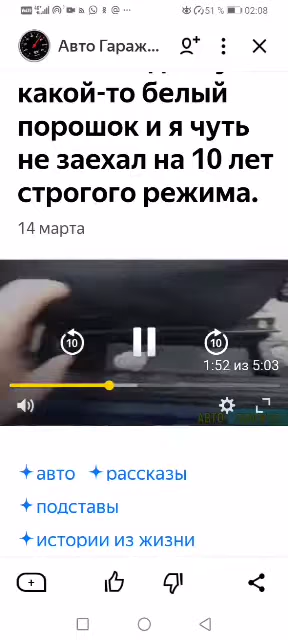 51 % 02:08
Авто Гараж...
какой-то белый
порошок и я чуть
не заехал на 10 лет
строгого режима.
14 марта
10 10
1:52 из 5:03
авто рассказы
подставы
истории из жизни